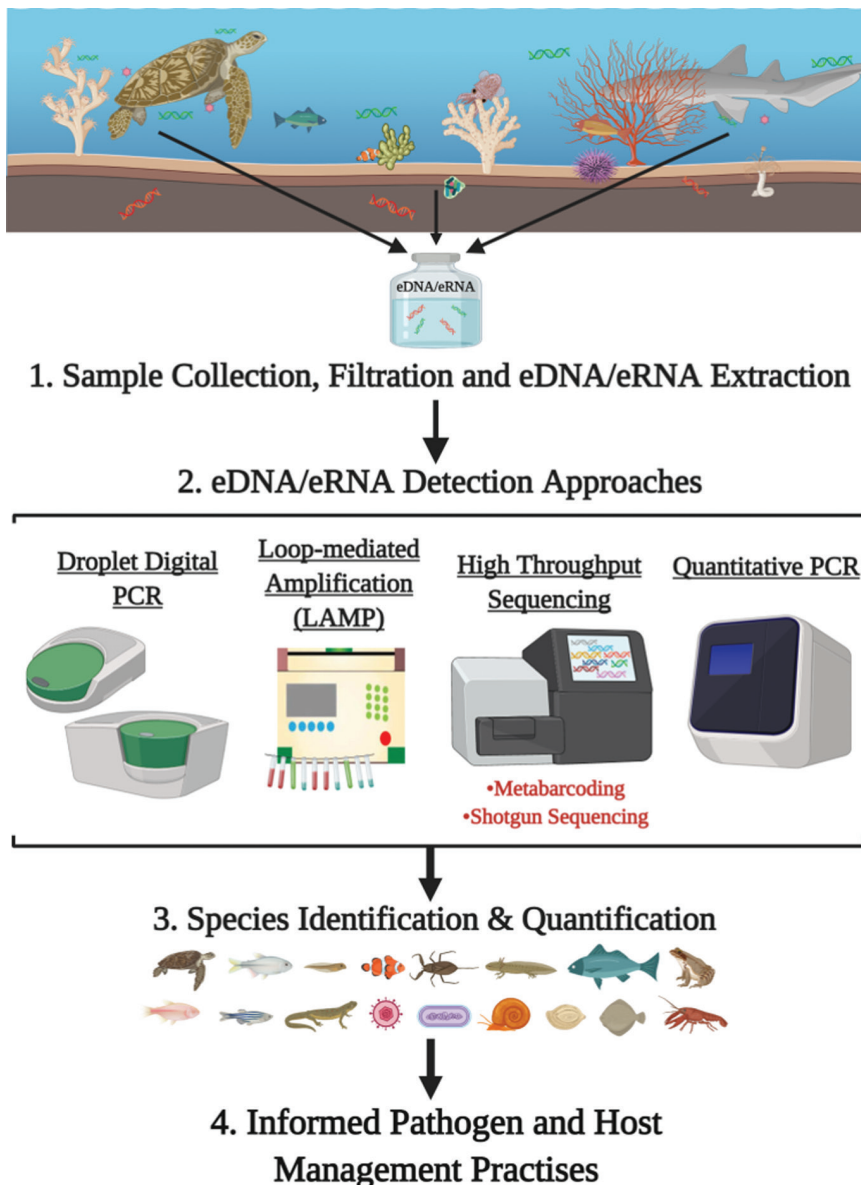 eDNA/eRNA
1. Sample Collection, Filtration and eDNA/eRNA Extraction
2. eDNA/eRNA Detection Approaches
Droplet Digital
PCR
Loop-mediated
Amplification
(LAMP)
High Throughput
Sequencing
•Metabarcoding
•Shotgun Sequencing
Quantitative PCR
3. Species Identification & Quantification
4. Informed Pathogen and Host
Management Practises